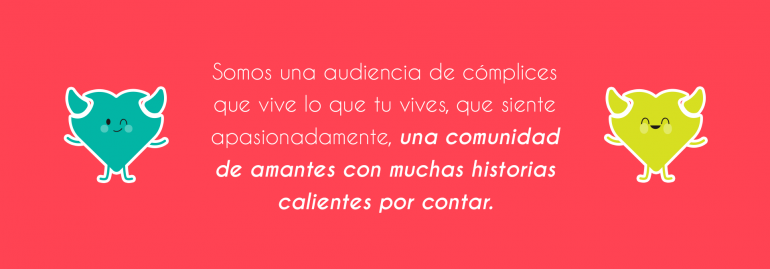 Somos una audiencia de cómplices
que vive lo que tu vives, que siente
apasionadamente, una comunidad
de amantes con muchas historias
calientes por contar.